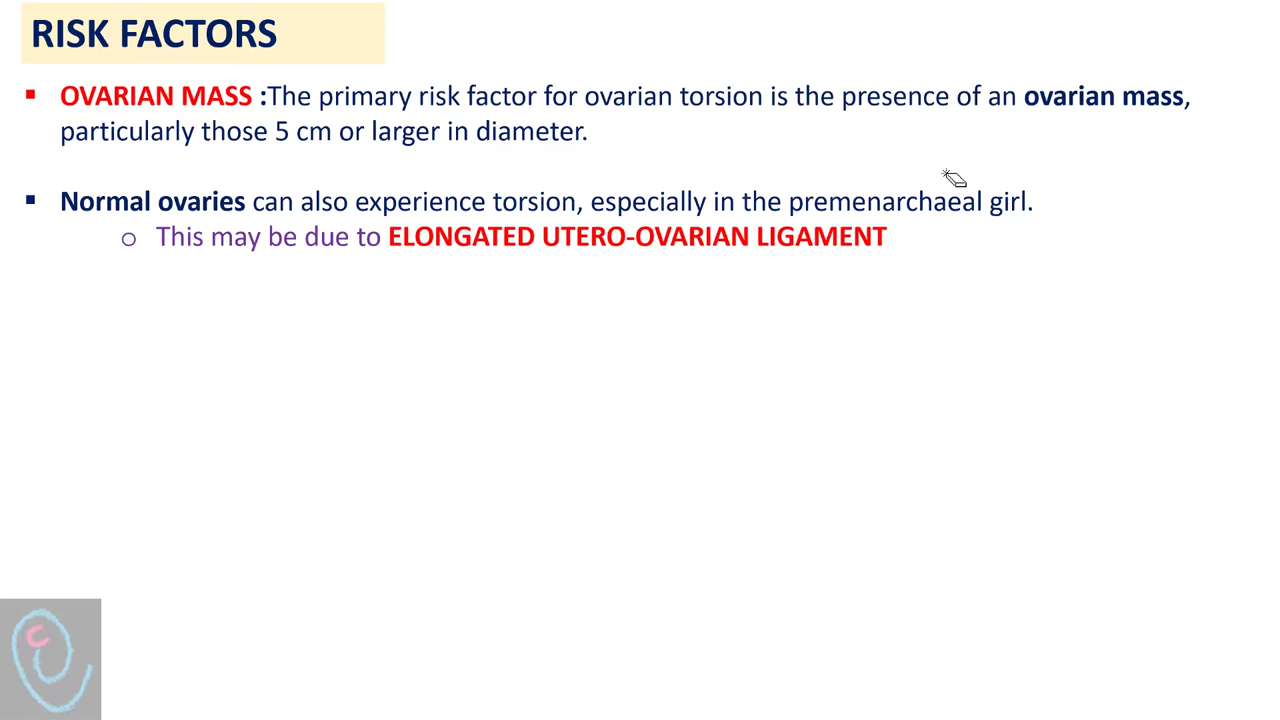 RISK FACTORS
▪ OVARIAN MASS :The primary risk factor for ovarian torsion is the presence of an ovarian mass,
particularly those 5 cm or larger in diameter.
▪ Normal ovaries can also experience torsion, especially in the premenarchaeal girl.
o This may be due to ELONGATED UTERO-OVARIAN LIGAMENT